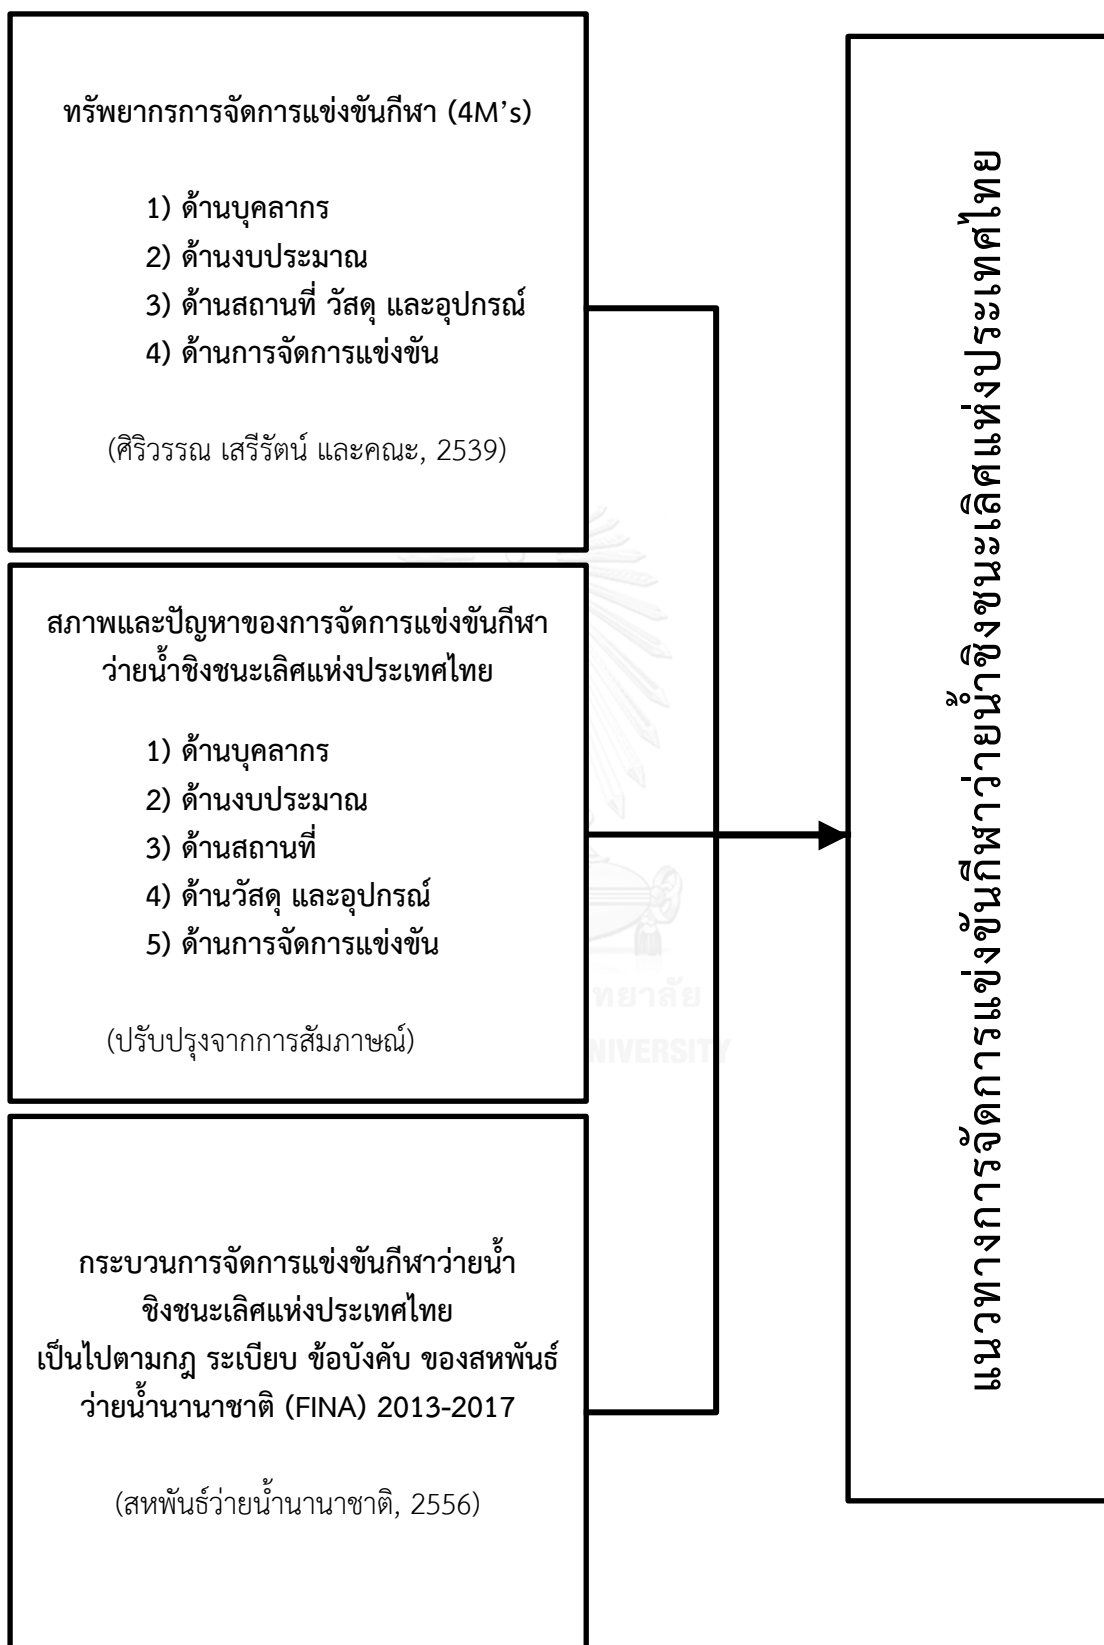 ทรัพยากรการจัดการแข่งขันกีฬา (4M’s)
1) ด้านบุคลากร
2) ด้านงบประมาณ
3) ด้านสถานที่ วัสดุ และอุปกรณ์
4) ด้านการจัดการแข่งขัน
(ศิริวรรณ เสรีรัตน์ และคณะ, 2539)
สภาพและปัญหาของการจัดการแข่งขันกีฬา
ว่ายน้ำชิงชนะเลิศแห่งประเทศไทย
1) ด้านบุคลากร
2) ด้านงบประมาณ
3) ด้านสถานที่
4) ด้านวัสดุ และอุปกรณ์
5) ด้านการจัดการแข่งขัน
(ปรับปรุงจากการสัมภาษณ์)
กระบวนการจัดการแข่งขันกีฬาว่ายน้ำ
ชิงชนะเลิศแห่งประเทศไทย
เป็นไปตามกฎ ระเบียบ ข้อบังคับ ของสหพันธ์
ว่ายน้ำนานาชาติ (FINA) 2013-2017
(สหพันธ์ว่ายน้ำนานาชาติ, 2556)
แนวทางการจัดการแข่งขันกีฬาว่ายน้ำชิงชนะเลิศแห่งประเทศไทย
ทยาลัย
NIVERSITY